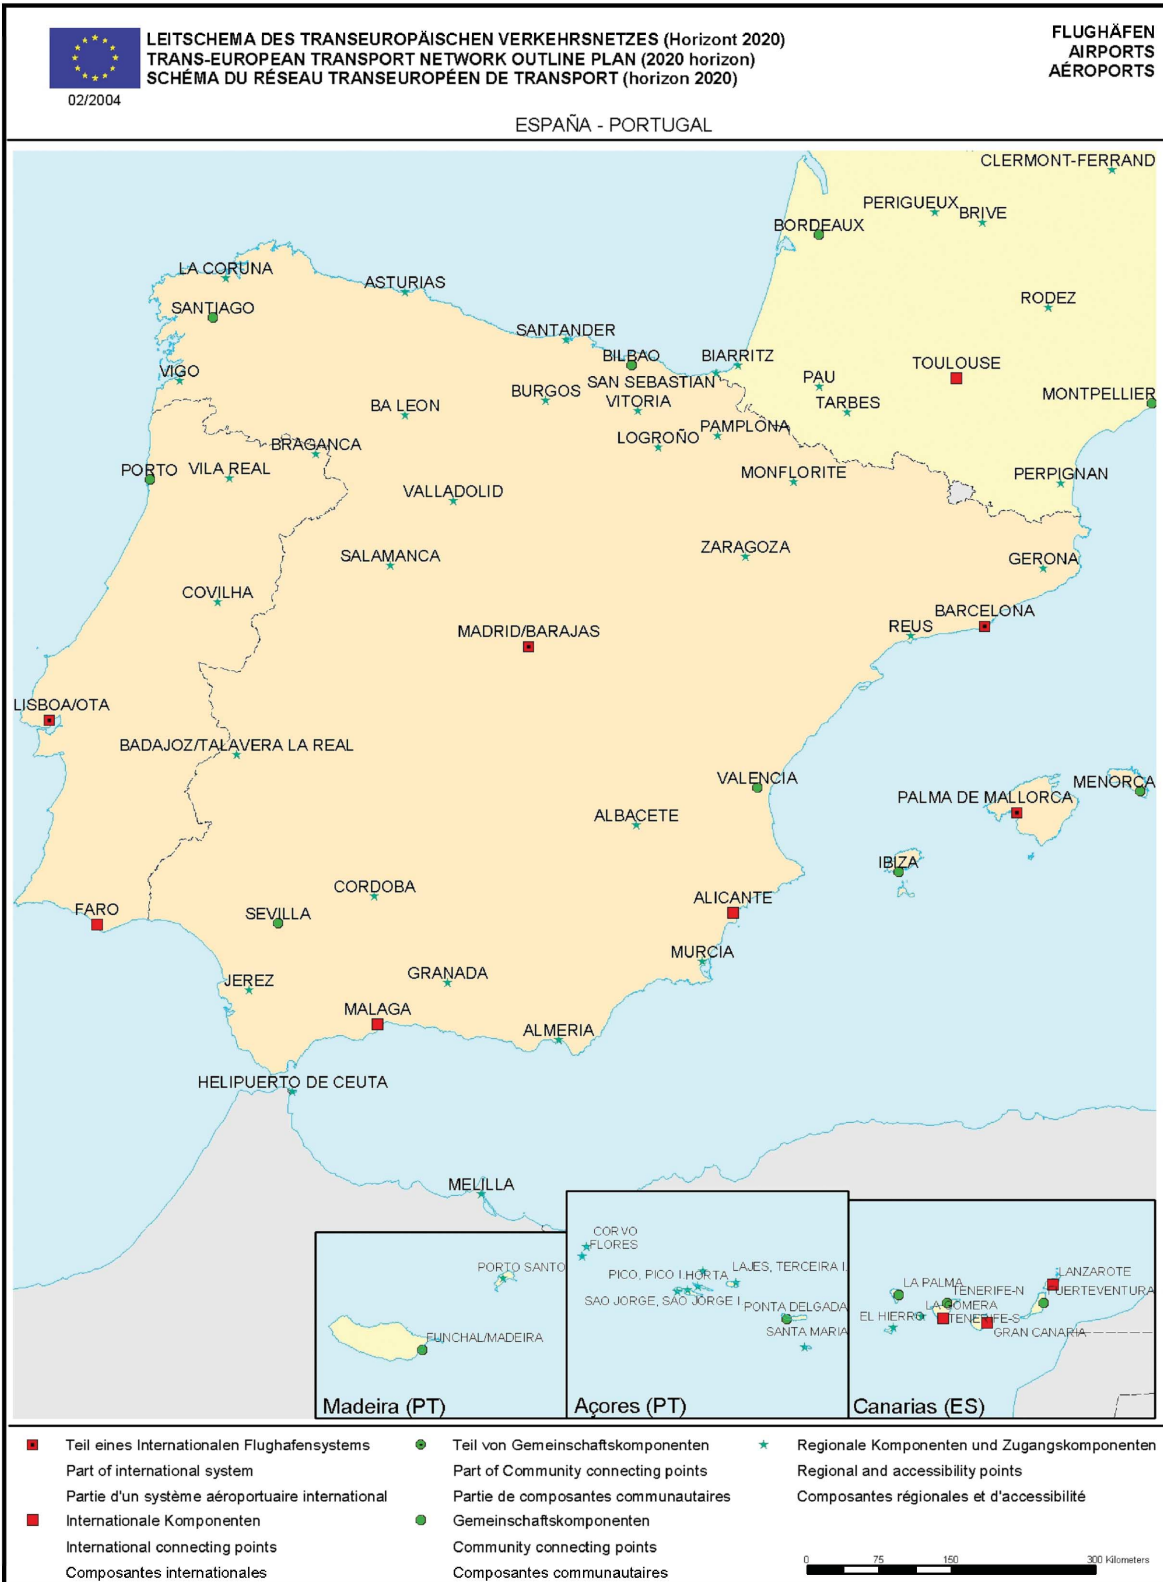 LEITSCHEMA DES TRANSEUROPÄISCHEN VERKEHRSNETZES (Horizont 2020)
TRANS-EUROPEAN TRANSPORT NETWORK OUTLINE PLAN (2020 horizon)
SCHÉMA DU RÉSEAU TRANSEUROPÉEN DE TRANSPORT (horizon 2020)
02/2004
FLUGHÄFEN
AIRPORTS
AÉROPORTS
ESPAÑA - PORTUGAL
CLERMONT-FERRAND
PERIGUEUX
BRIVE
BORDEAUX
LA CORUNA
ASTURIAS
RODEZ
SANTIAGO
SANTANDER
BILBAO
BIARRITZ
TOULOUSE
VIGO
SAN SEBASTIAN
PAU
BURGOS
MONTPELLIER
BA LEON
VITORIA
TARBES
PAMPLONA
LOGROÑO
BRAGANCA
PORTO
VILA REAL
MONFLORITE
PERPIGNAN
VALLADOLID
ZARAGOZA
SALAMANCA
GERONA
COVILHA
BARCELONA
MADRID/BARAJAS
REUS
LISBOA/OTA
BADAJOZ/TALAVERA LA REAL
VALENCIA
MENORCA
PALMA DE MALLORCA
ALBACETE
IBIZA
CORDOBA
ALICANTE
FARO
SEVILLA
MURCIA
JEREZ
GRANADA
MALAGA
ALMERIA
HELIPUERTO DE CEUTA
MELILLA
PORTO SANTO
FUNCHAL/MADEIRA
Madeira (PT)
CORVO
FLORES
LAJES, TERCEIRA I.
PICO, PICO I.
HORTA
SAO JORGE, SAO JORGE I.
PONTA DELGADA
SANTA MARIA
Açores (PT)
LANZAROTE
LA PALMA
TENERIFE-N
FUERTEVENTURA
LA GOMERA
EL HIERRO
TENERIFE-S
GRAN CANARIA
Canarias (ES)
Teil eines Internationalen Flughafensystems
Part of international system
Partie d'un système aéroportuaire international
Internationale Komponenten
International connecting points
Composantes internationales
Teil von Gemeinschaftskomponenten
Part of Community connecting points
Partie de composantes communautaires
Gemeinschaftskomponenten
Community connecting points
Composantes communautaires
Regionale Komponenten und Zugangskomponenten
Regional and accessibility points
Composantes régionales et d'accessibilité
0 75 150 300 Kilometers